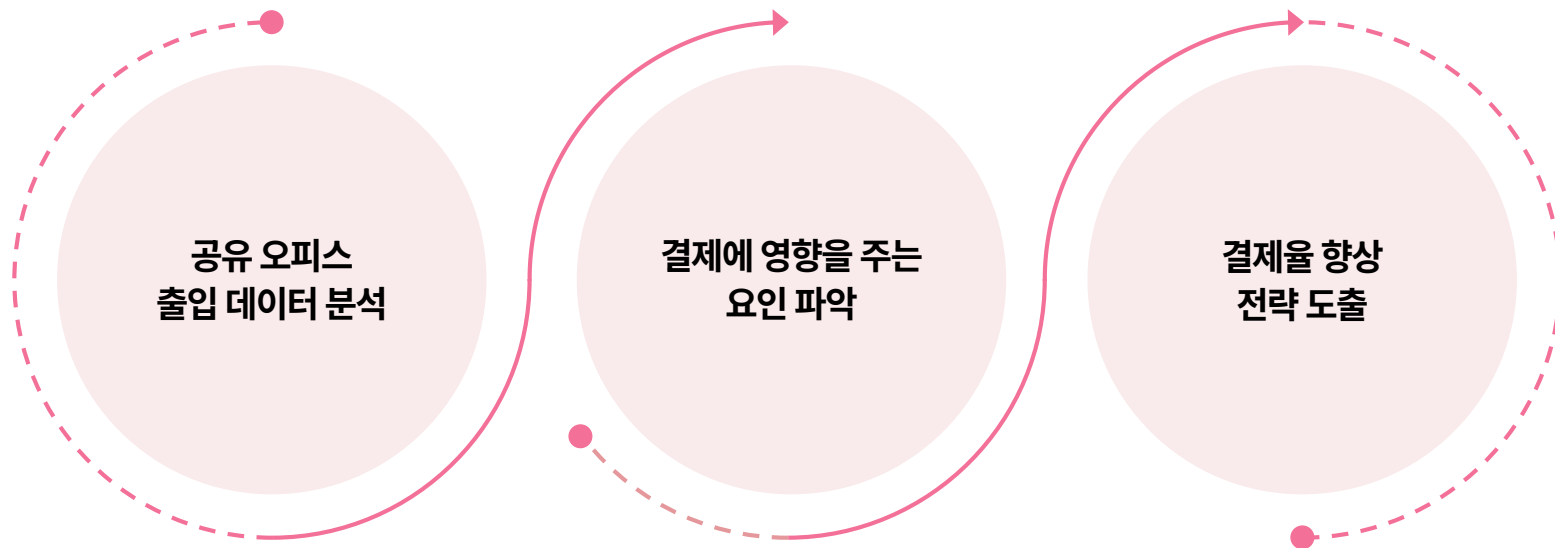 공유 오피스
출입 데이터 분석
결제에 영향을 주는
요인 파악
결제율 향상
전략 도출